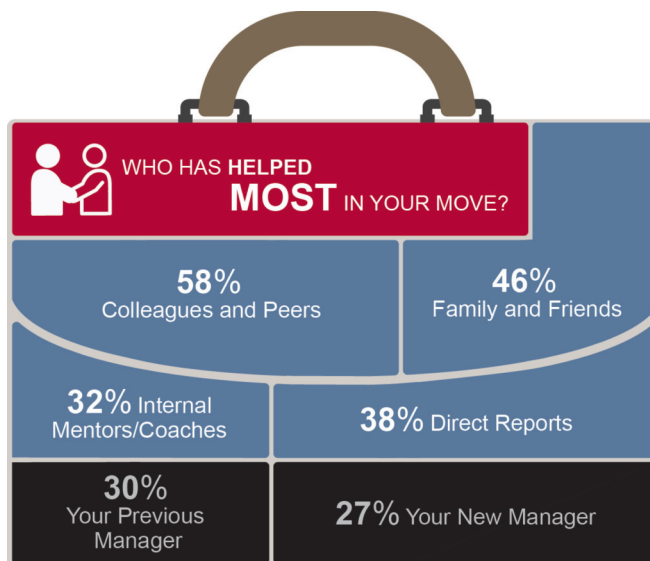 WHO HAS HELPED
MOST IN YOUR MOVE?
58%
Colleagues and Peers
46%
Family and Friends
32% Internal
Mentors/Coaches
38% Direct Reports
30%
Your Previous
Manager
27% Your New Manager